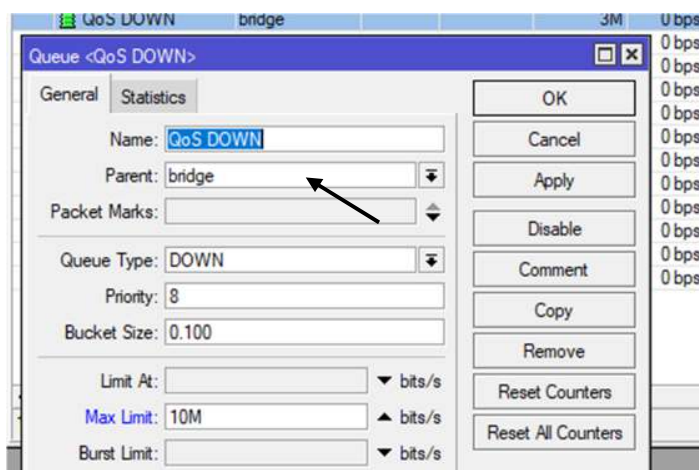 QoS DOWN bridge 3M 0 bps
Queue <QoS DOWN>
0 bps
0 bps
0 bps
0 bps
0 bps
0 bps
0 bps
0 bps
0 bps
0 bps
0 bps
General Statistics
Name: QoS DOWN
Parent: bridge
Packet Marks:
Queue Type: DOWN
Priority: 8
Bucket Size: 0.100
Limit At: bits/s
Max Limit: 10M bits/s
Burst Limit: bits/s
OK
Cancel
Apply
Disable
Comment
Copy
Remove
Reset Counters
Reset All Counters